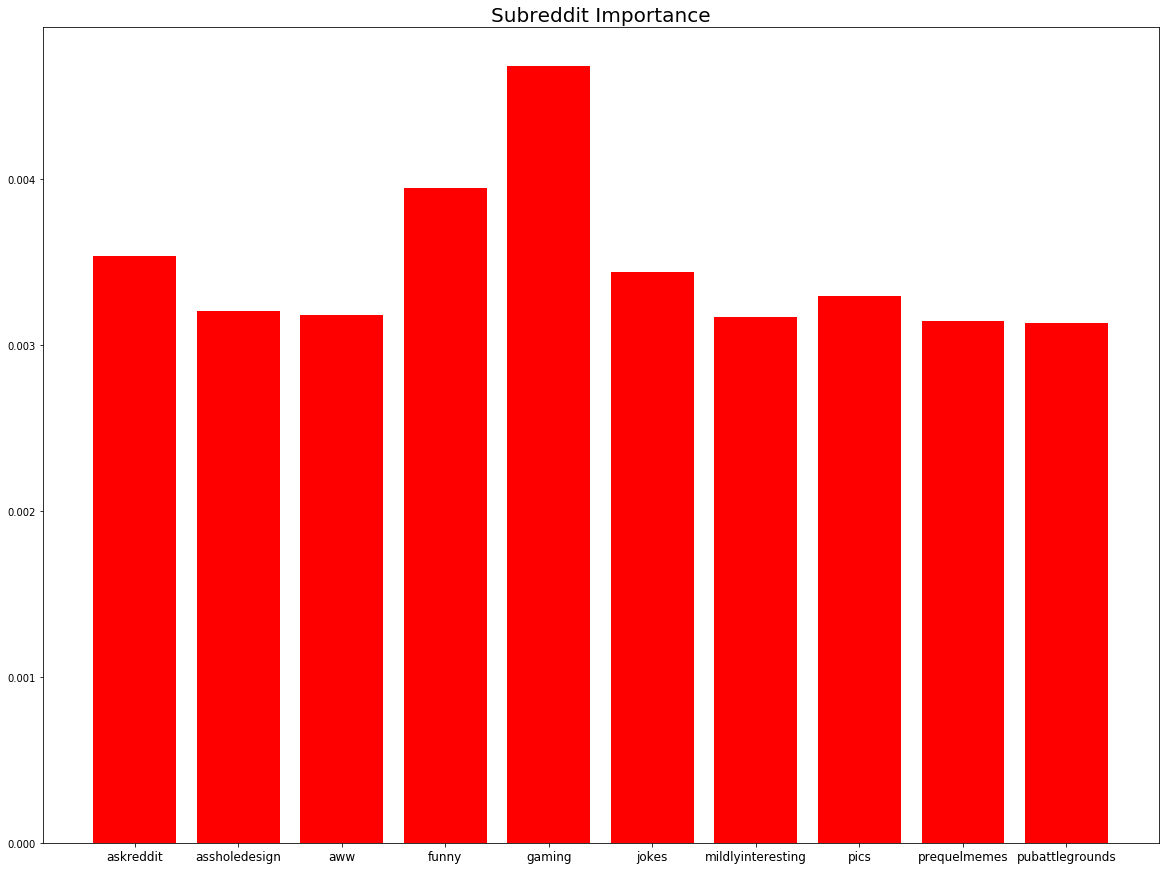 Subreddit Importance
0.004
0.003
0.002
0.001
0.000
askreddit assholedesign aww funny gaming jokes mildlyinteresting pics prequelmemes pubattlegrounds